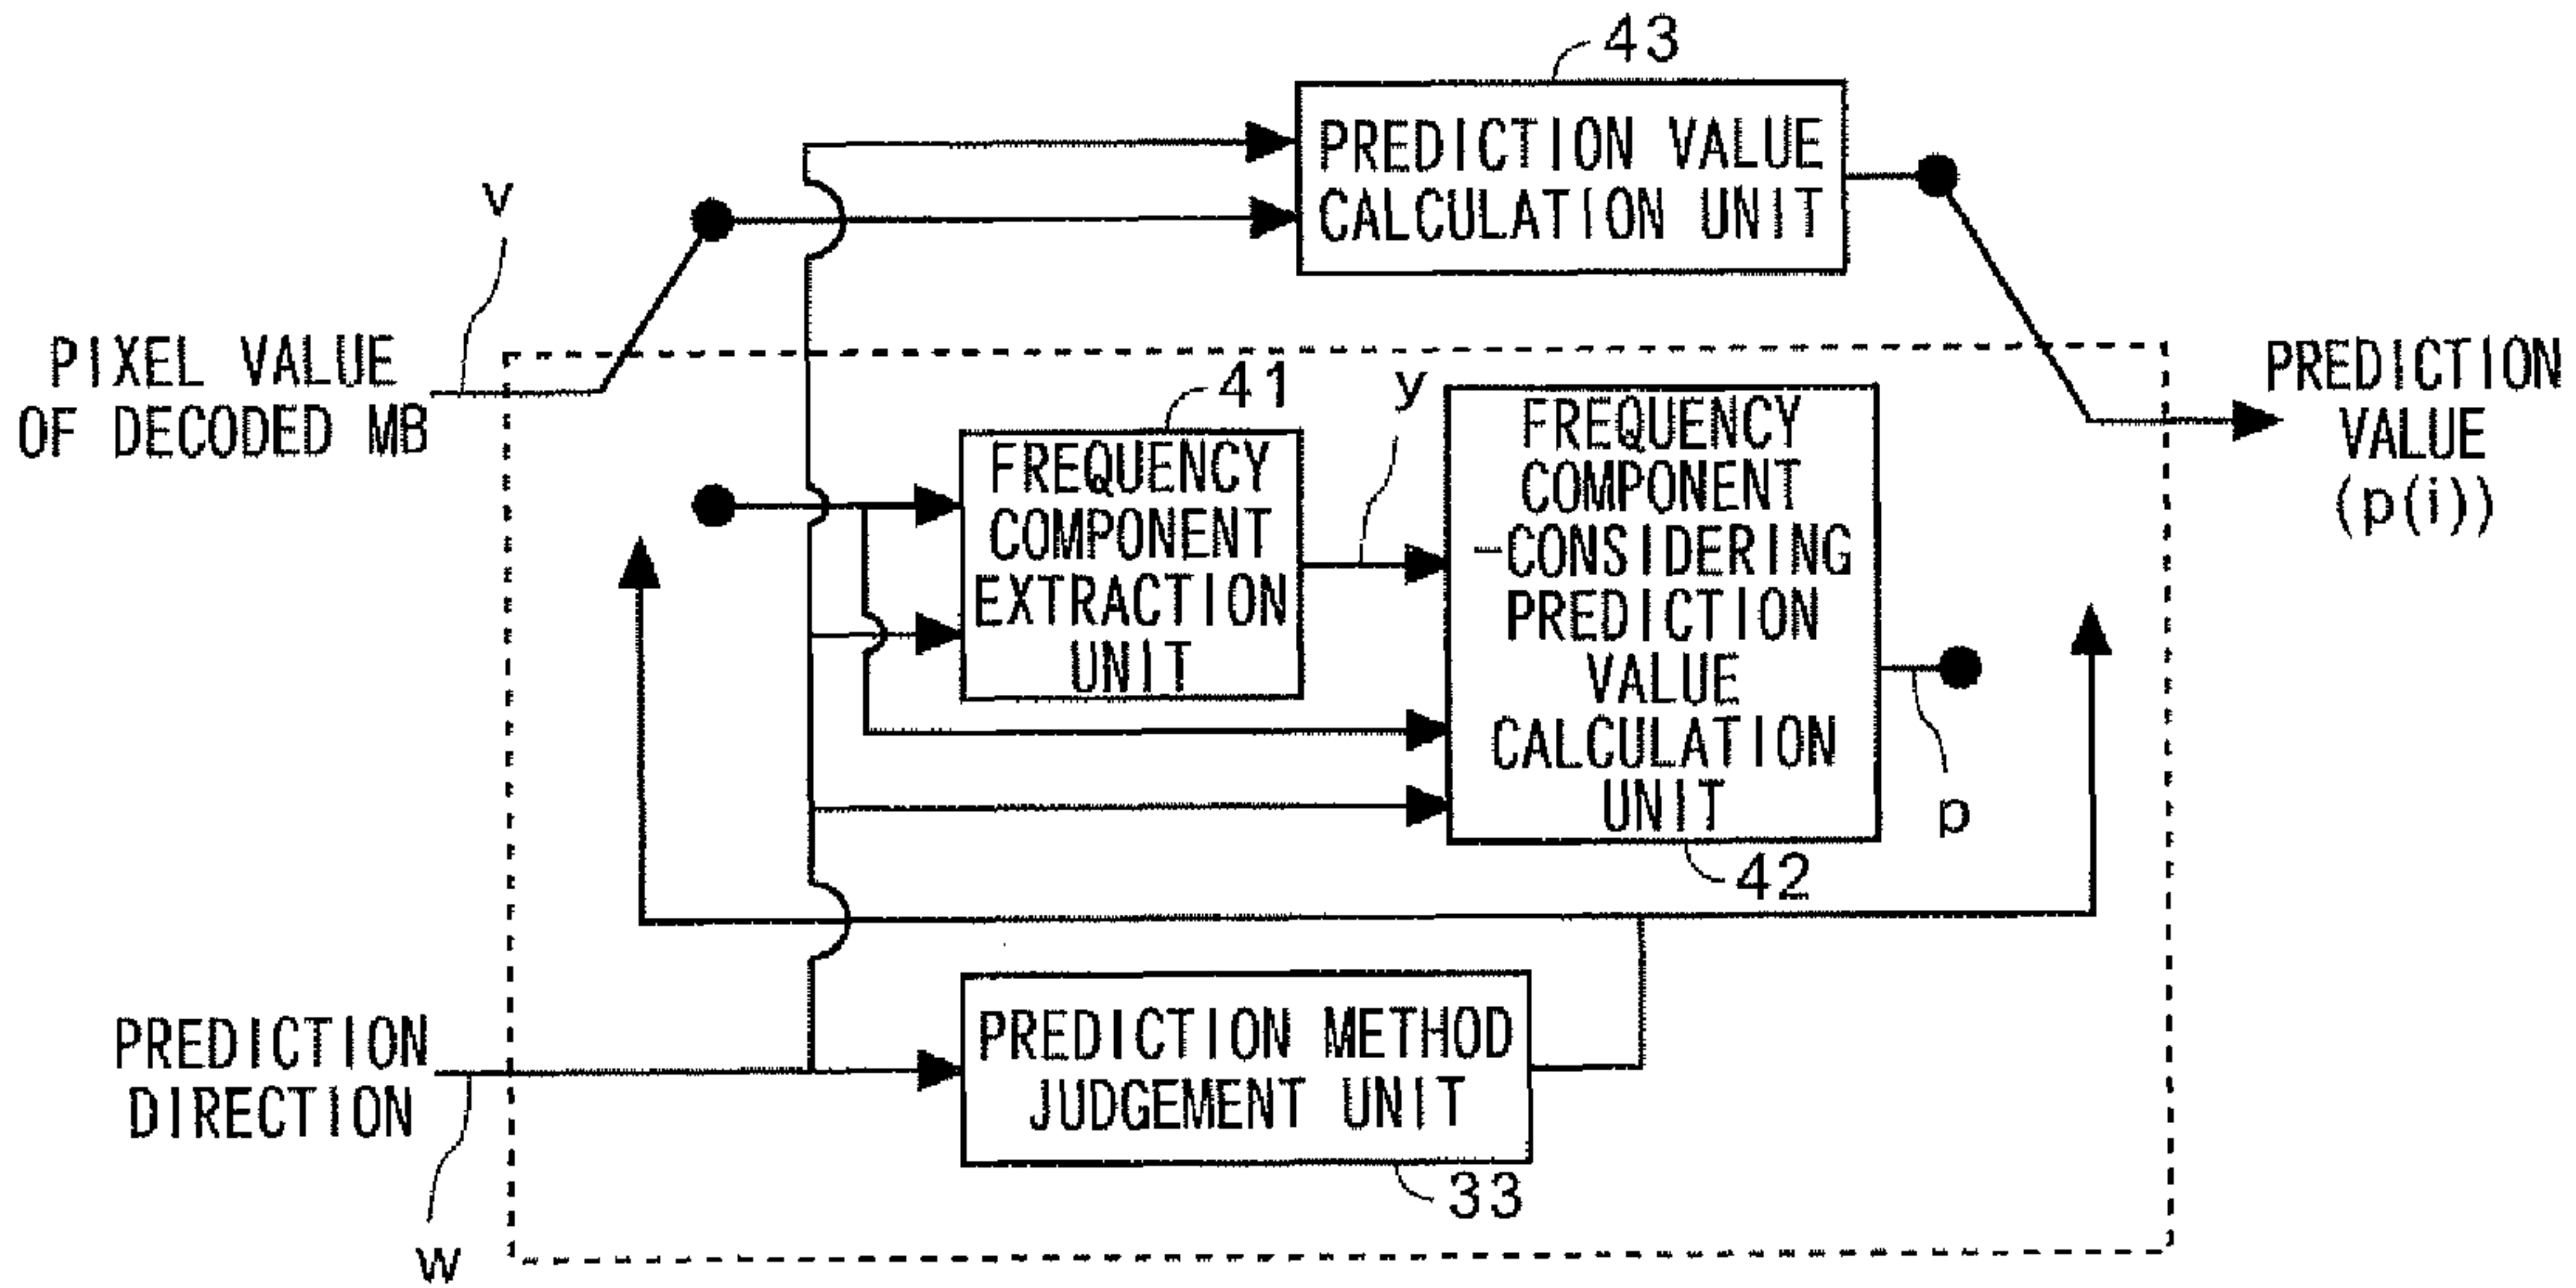 43
PREDICTION VALUE
CALCULATION UNIT
v
PIXEL VALUE
OF DECODED MB
41
FREQUENCY
COMPONENT
EXTRACTION
UNIT
y
FREQUENCY
COMPONENT
-CONSIDERING
PREDICTION
VALUE
CALCULATION
UNIT
42
p
PREDICTION
VALUE
(p(i))
PREDICTION
DIRECTION
w
PREDICTION METHOD
JUDGEMENT UNIT
33